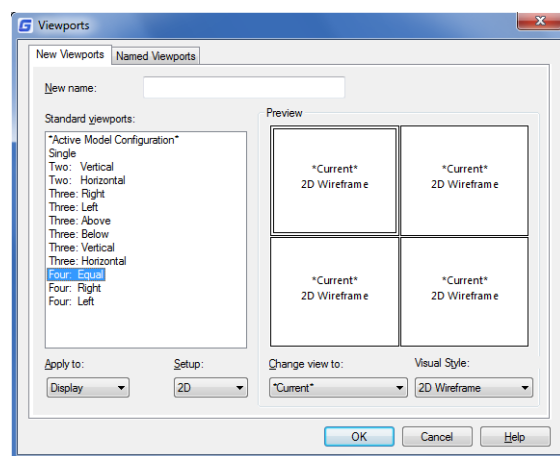 Viewports
New Viewports
Named Viewports
New name:
Standard viewports:
*Active Model Configuration*
Single
Two: Vertical
Two: Horizontal
Three: Right
Three: Left
Three: Above
Three: Below
Three: Vertical
Three: Horizontal
Four: Equal
Four: Right
Four: Left
Preview
*Current*
2D Wireframe
*Current*
2D Wireframe
*Current*
2D Wireframe
*Current*
2D Wireframe
Apply to:
Setup:
Change view to:
Visual Style:
Display
2D
*Current*
2D Wireframe
OK
Cancel
Help